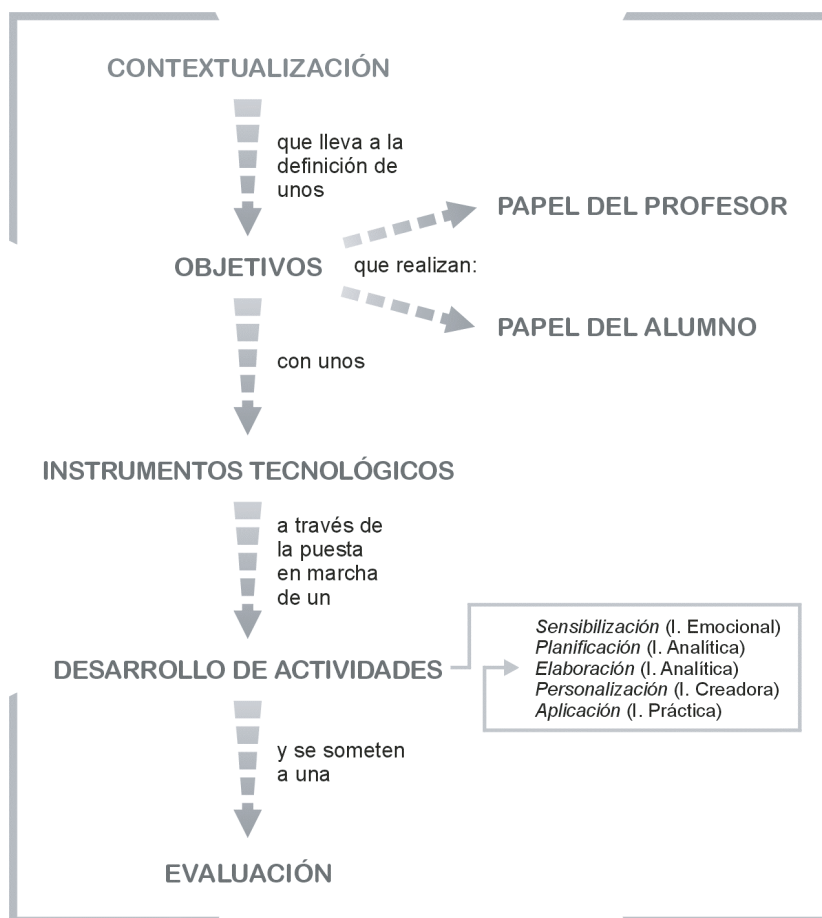 CONTEXTUALIZACIÓN
que lleva a la
definición de
unos
PAPEL DEL PROFESOR
OBJETIVOS
que realizan:
PAPEL DEL ALUMNO
con unos
INSTRUMENTOS TECNOLÓGICOS
a través de
la puesta
en marcha
de un
DESARROLLO DE ACTIVIDADES
Sensibilización (I. Emocional)
Planificación (I. Analítica)
Elaboración (I. Analítica)
Personalización (I. Creadora)
Aplicación (I. Práctica)
y se someten
a una
EVALUACIÓN